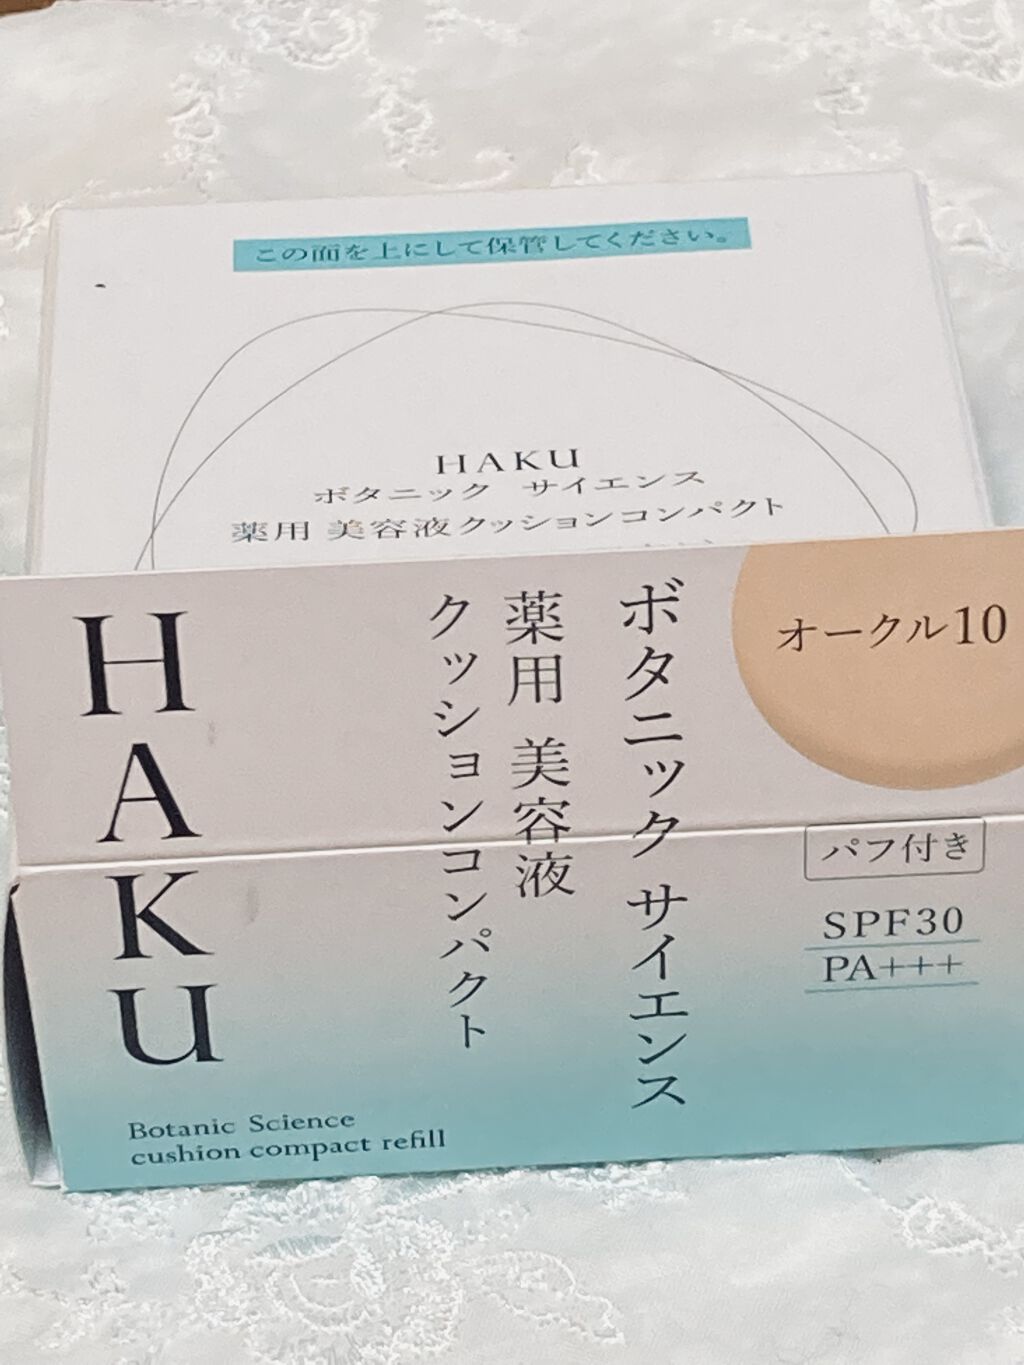 この面を上にして保管してください。
HAKU
ボタニック サイエンス
薬用 美容液クッションコンパクト
HAKU
ボタニック サイエンス
薬用 美容液
クッションコンパクト
オークル10
パフ付き
SPF30
PA+++
Botanic Science
cushion compact refill